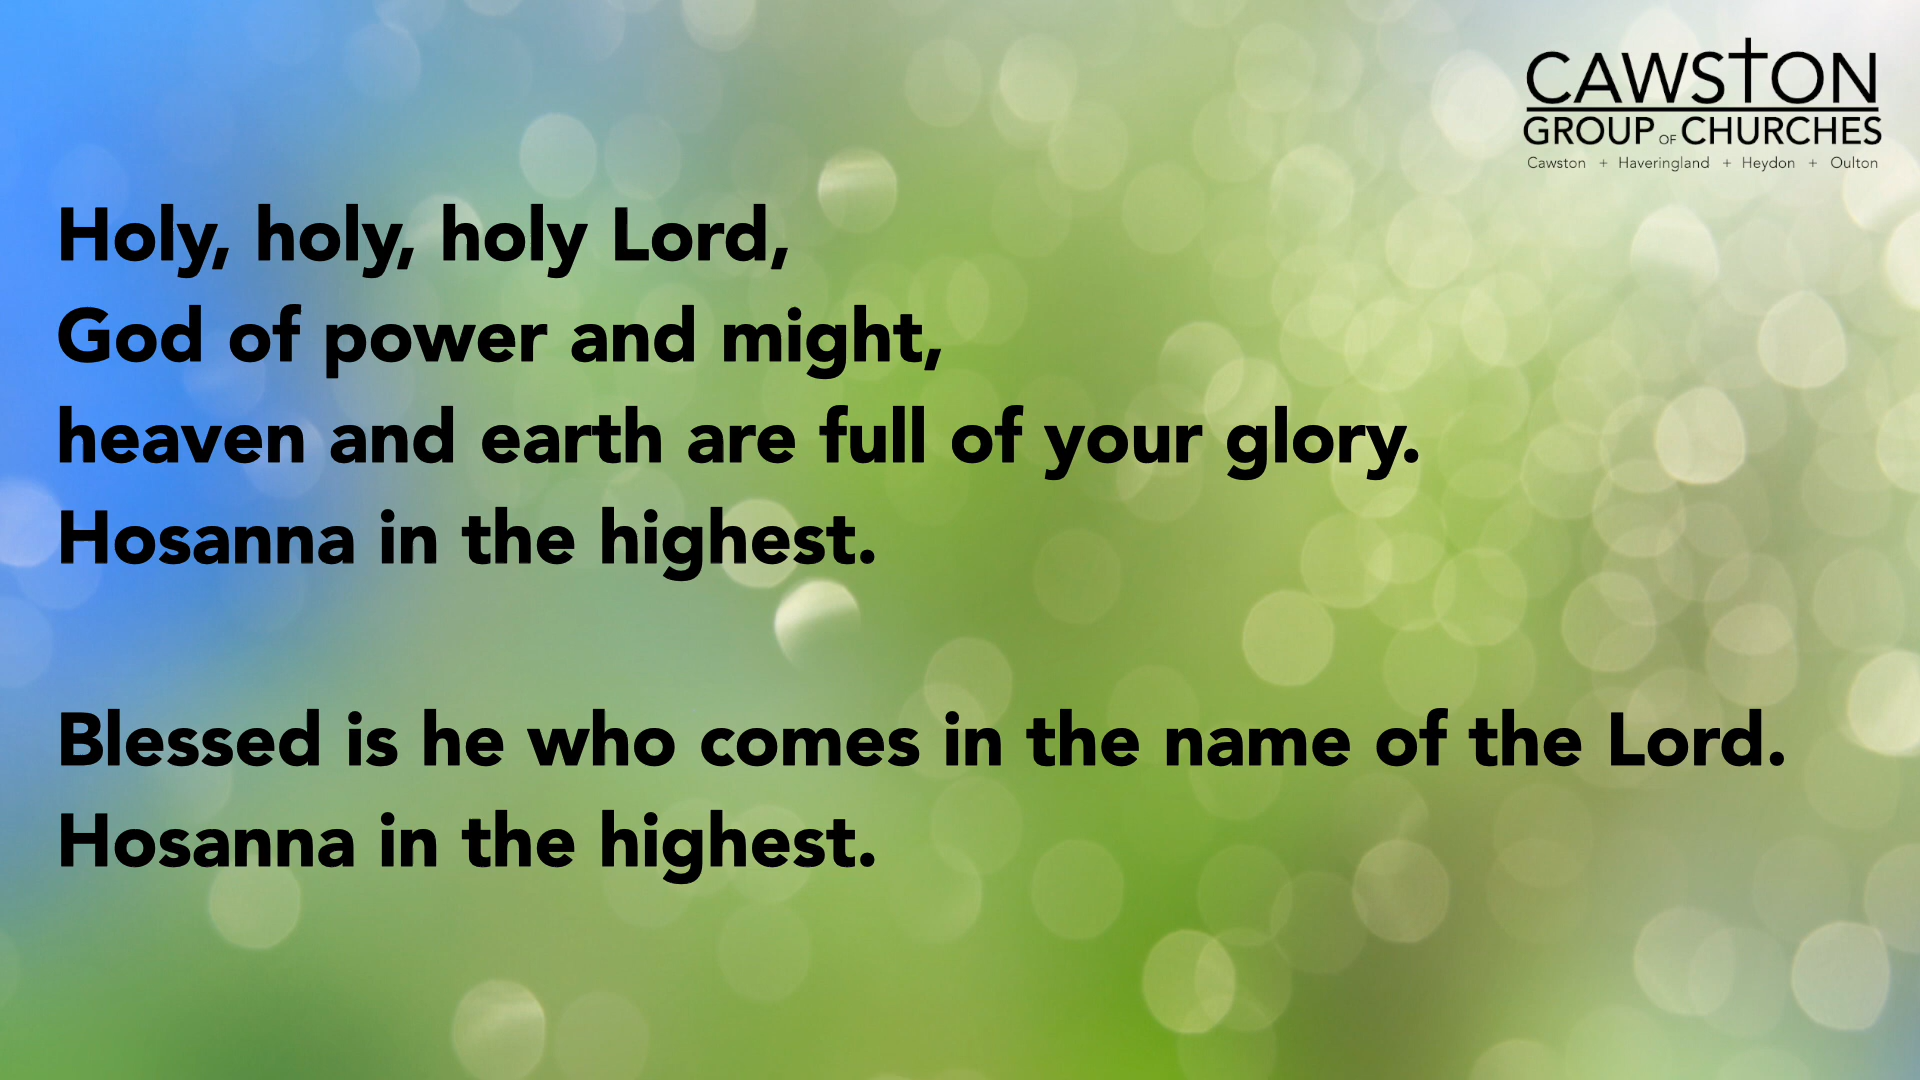 CAWSTON
GROUP OF CHURCHES
Cawston + Haveringland + Heydon + Oulton
Holy, holy, holy Lord,
God of power and might,
heaven and earth are full of your glory.
Hosanna in the highest.
Blessed is he who comes in the name of the Lord.
Hosanna in the highest.